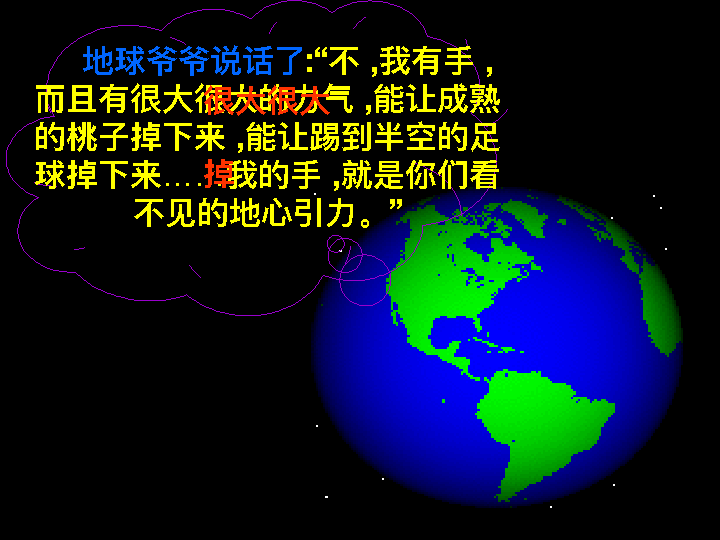 地球爷爷说话了:“不,我有手,
而且有很大很大的力气,能让成熟
的桃子掉下来,能让踢到半空的足
球掉下来……我的手,就是你们看
不见的地心引力。”
很大很大
掉